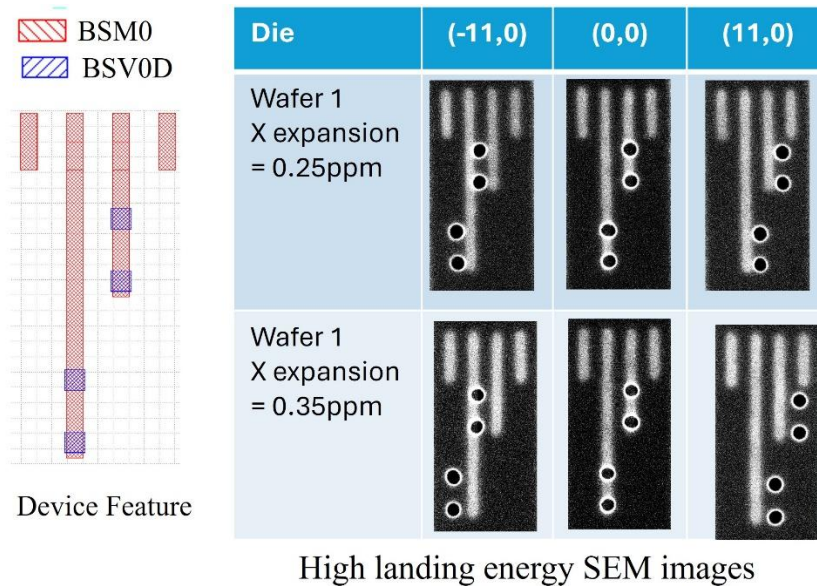 BSM0
BSV0D
Device Feature
Die
(-11,0)
(0,0)
(11,0)
Wafer 1
X expansion
= 0.25ppm
Wafer 1
X expansion
= 0.35ppm
High landing energy SEM images